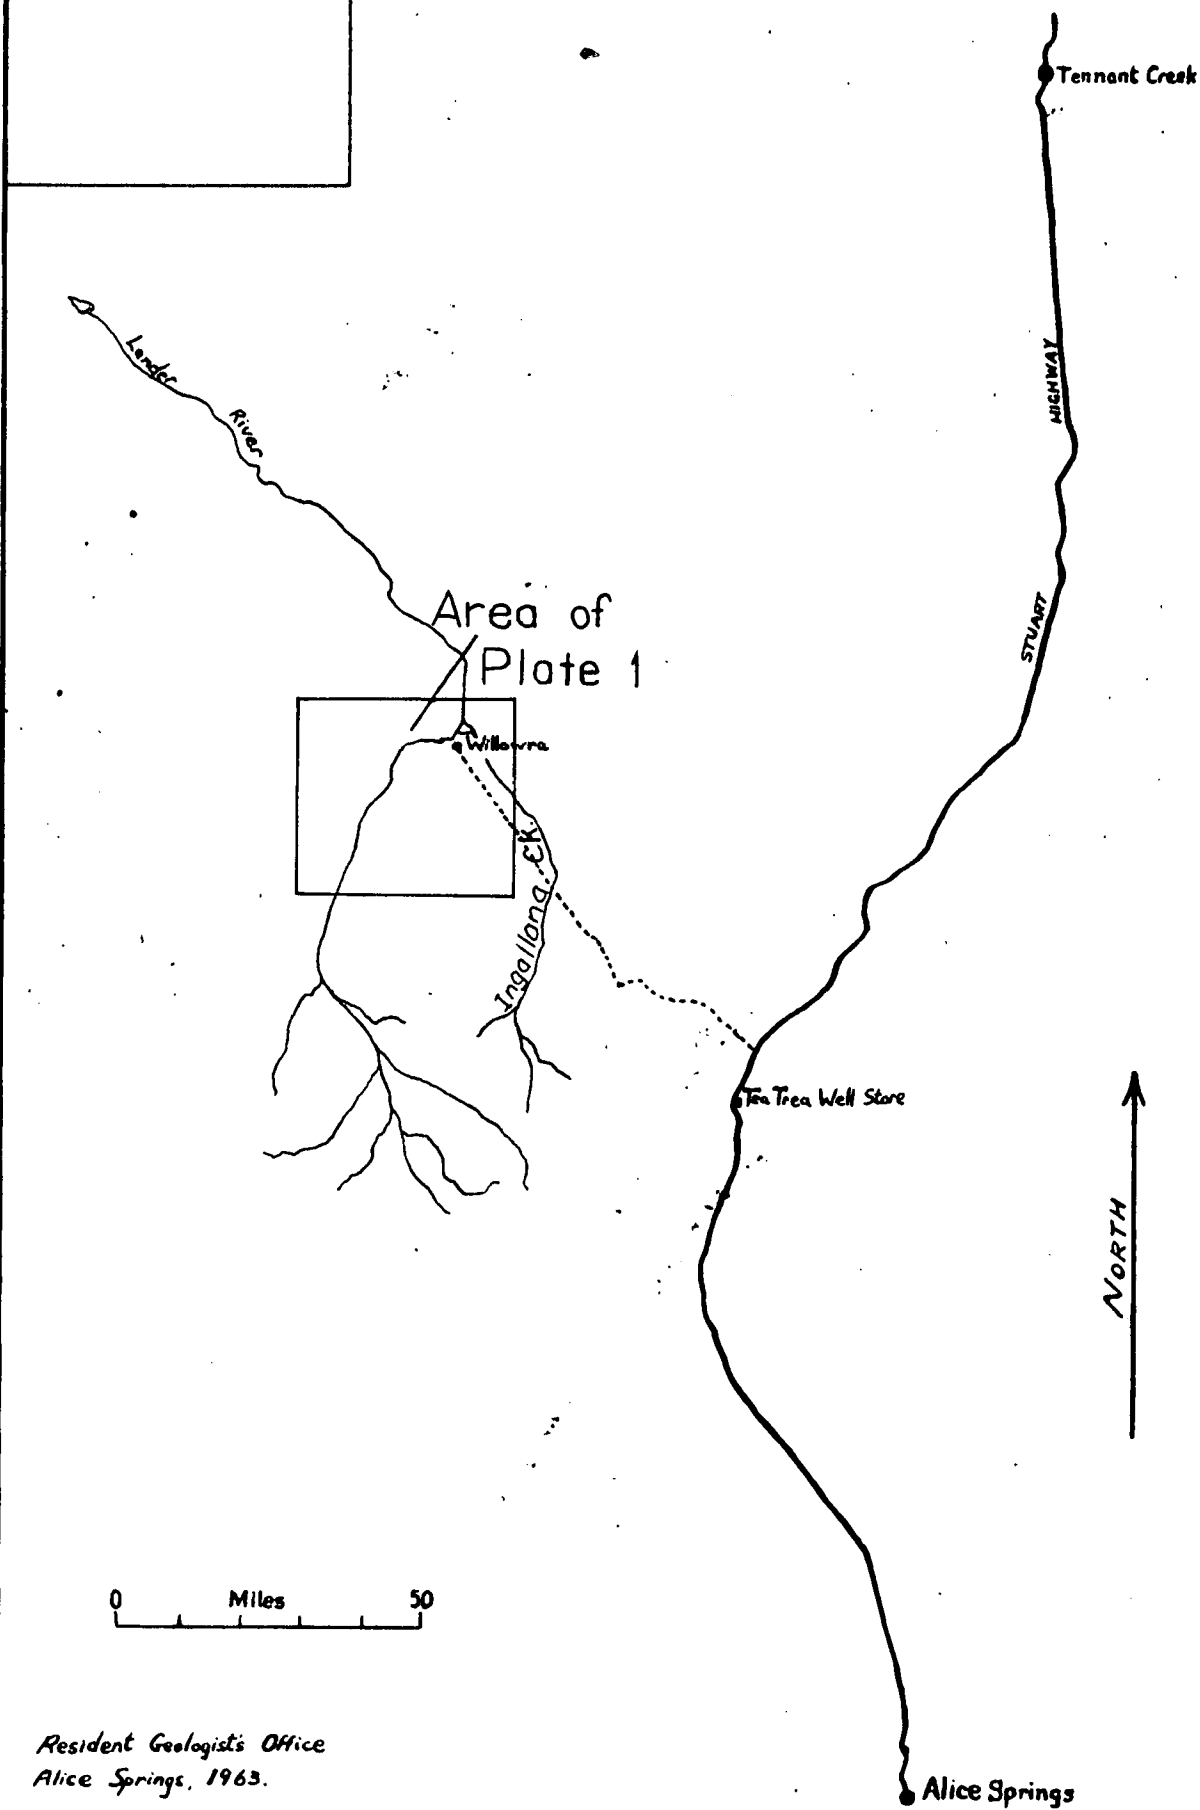 Tennant Creek
Lander
River
HIGHWAY
STUART
Area of
Plate 1
Willowra
Ingallana Ck.
Tea Trea Well Store
NORTH
0 Miles 50
Resident Geologist's Office
Alice Springs, 1963.
Alice Springs